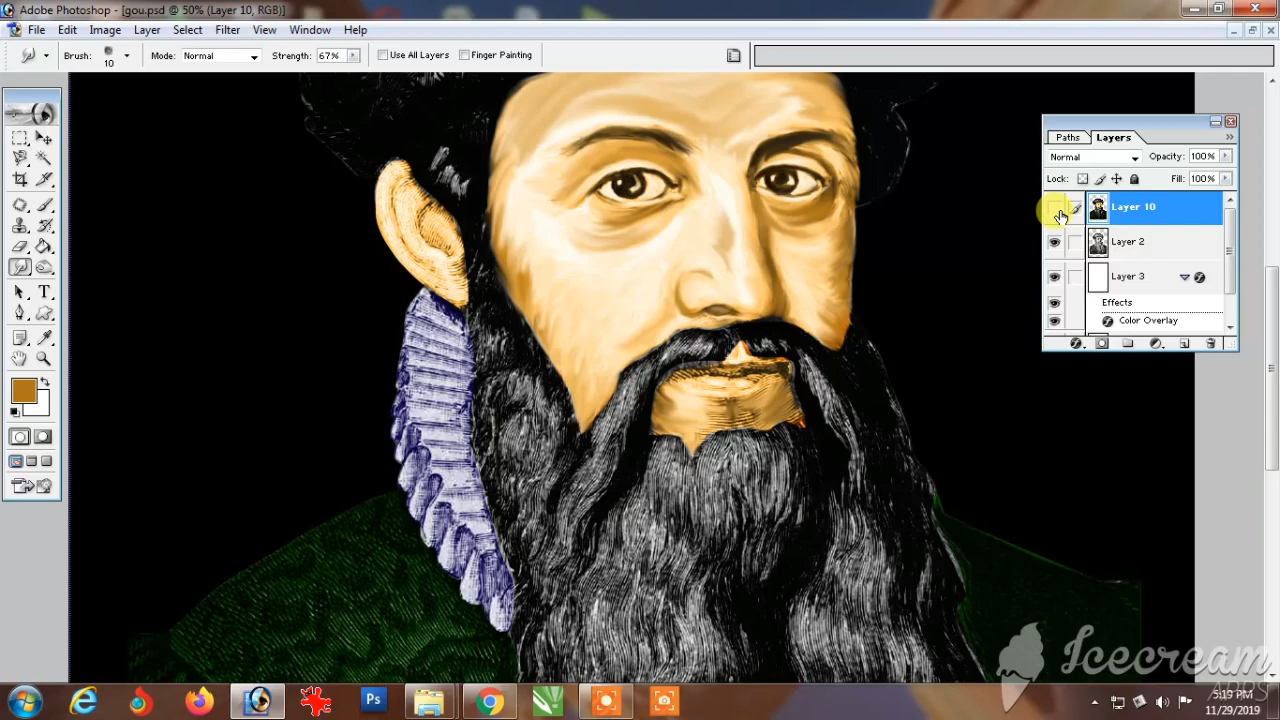 Adobe Photoshop - [gou.psd @ 50% (Layer 10, RGB)]
File Edit Image Layer Select Filter View Window Help
Brush: 10 Mode: Normal Strength: 67% Use All Layers Finger Painting
Paths Layers
Normal Opacity: 100%
Lock: Fill: 100%
Layer 10
Layer 2
Layer 3
Effects
Color Overlay
T
Icecream
APPS
Ps
5:19 PM
11/29/2019